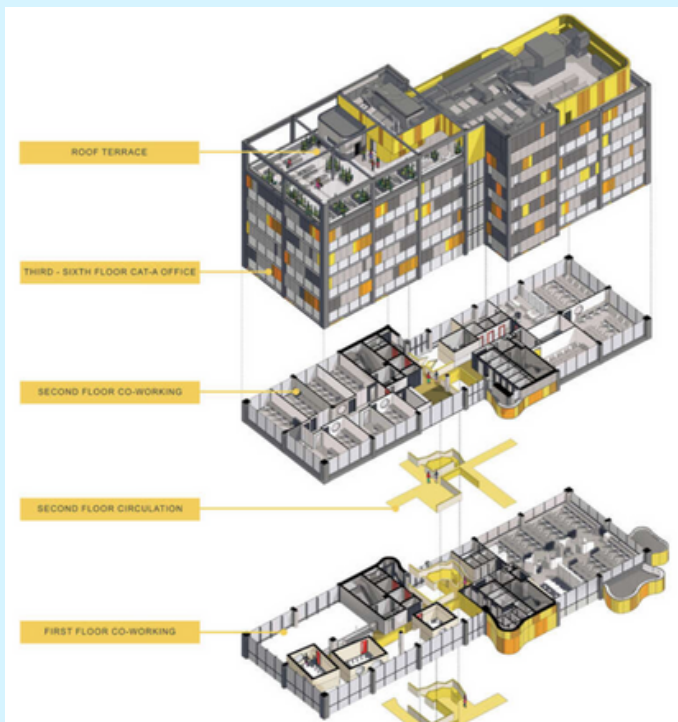 ROOF TERRACE
THIRD - SIXTH FLOOR CAT-A OFFICE
SECOND FLOOR CO-WORKING
SECOND FLOOR CIRCULATION
FIRST FLOOR CO-WORKING